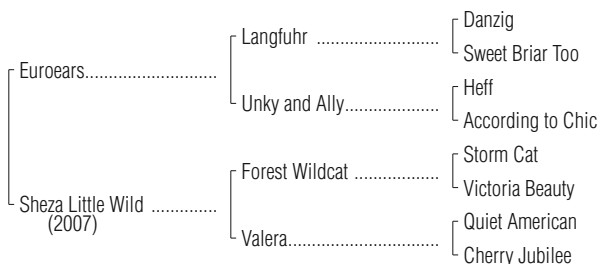 Danzig
Langfuhr ................................
Sweet Briar Too
Euroears..................................
Heff
Unky and Ally.........................
According to Chic
Storm Cat
Forest Wildcat ......................
Victoria Beauty
Sheza Little Wild .................
(2007)
Quiet American
Valera.......................................
Cherry Jubilee